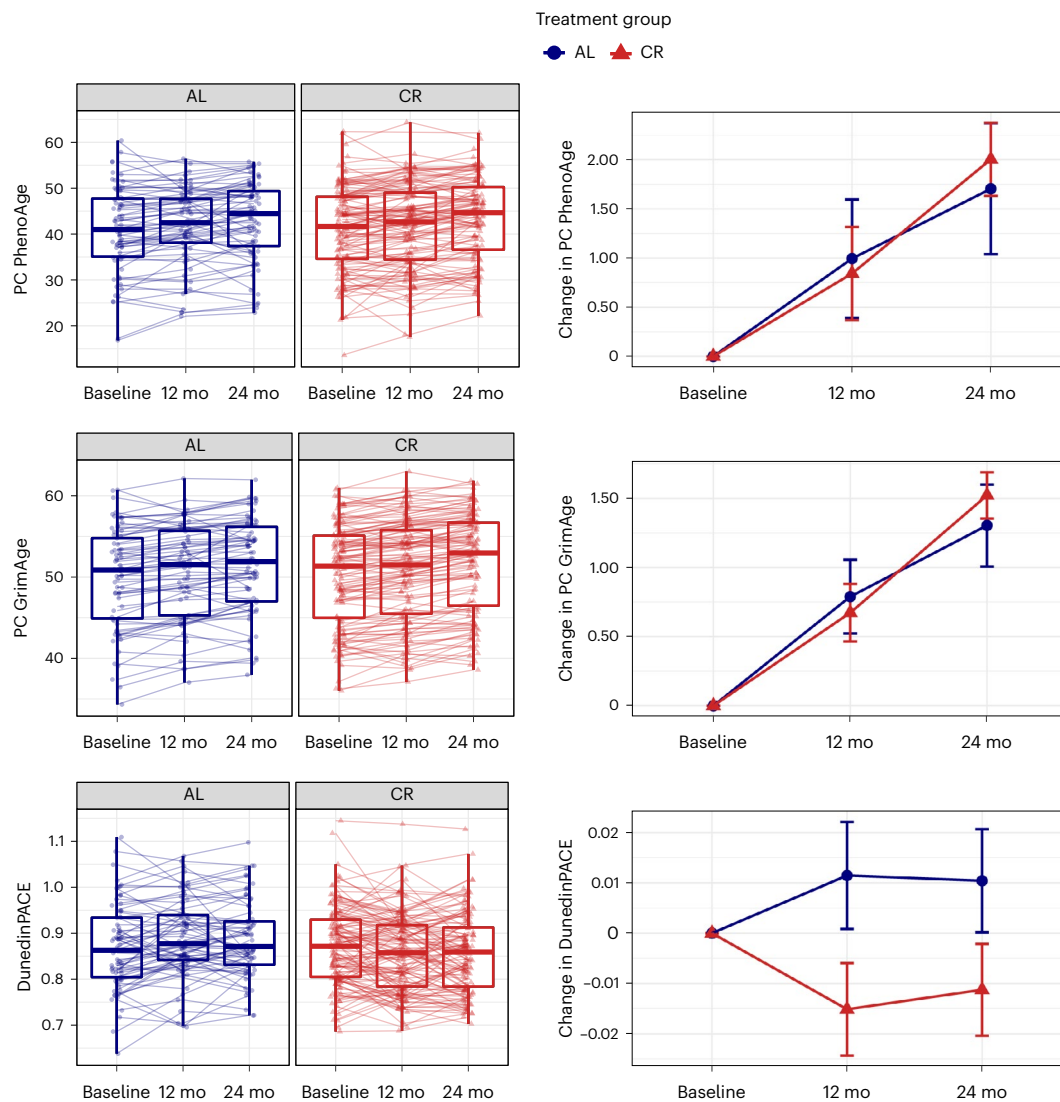 Treatment group
AL CR
AL CR
PC PhenoAge
60
50
40
30
20
Baseline 12 mo 24 mo Baseline 12 mo 24 mo
Change in PC PhenoAge
2.00
1.50
1.00
0.50
0
Baseline 12 mo 24 mo
AL CR
PC GrimAge
60
50
40
Baseline 12 mo 24 mo Baseline 12 mo 24 mo
Change in PC GrimAge
1.50
1.00
0.50
0
Baseline 12 mo 24 mo
AL CR
DunedinPACE
1.1
1.0
0.9
0.8
0.7
Baseline 12 mo 24 mo Baseline 12 mo 24 mo
Change in DunedinPACE
0.02
0.01
0
−0.01
−0.02
Baseline 12 mo 24 mo